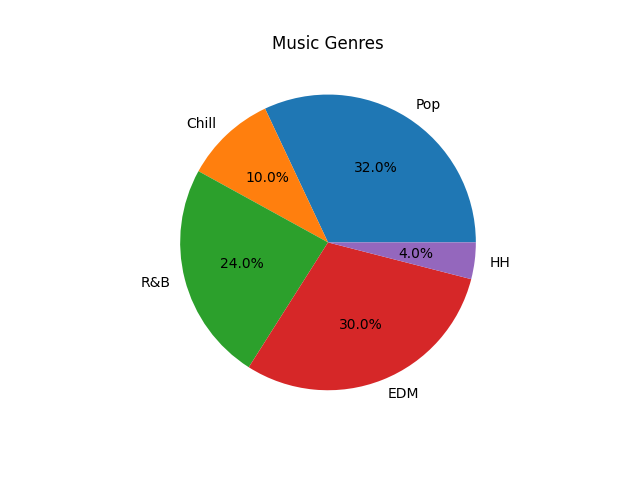 Music Genres
Pop
Chill
32.0%
10.0%
4.0%
HH
24.0%
R&B
30.0%
EDM